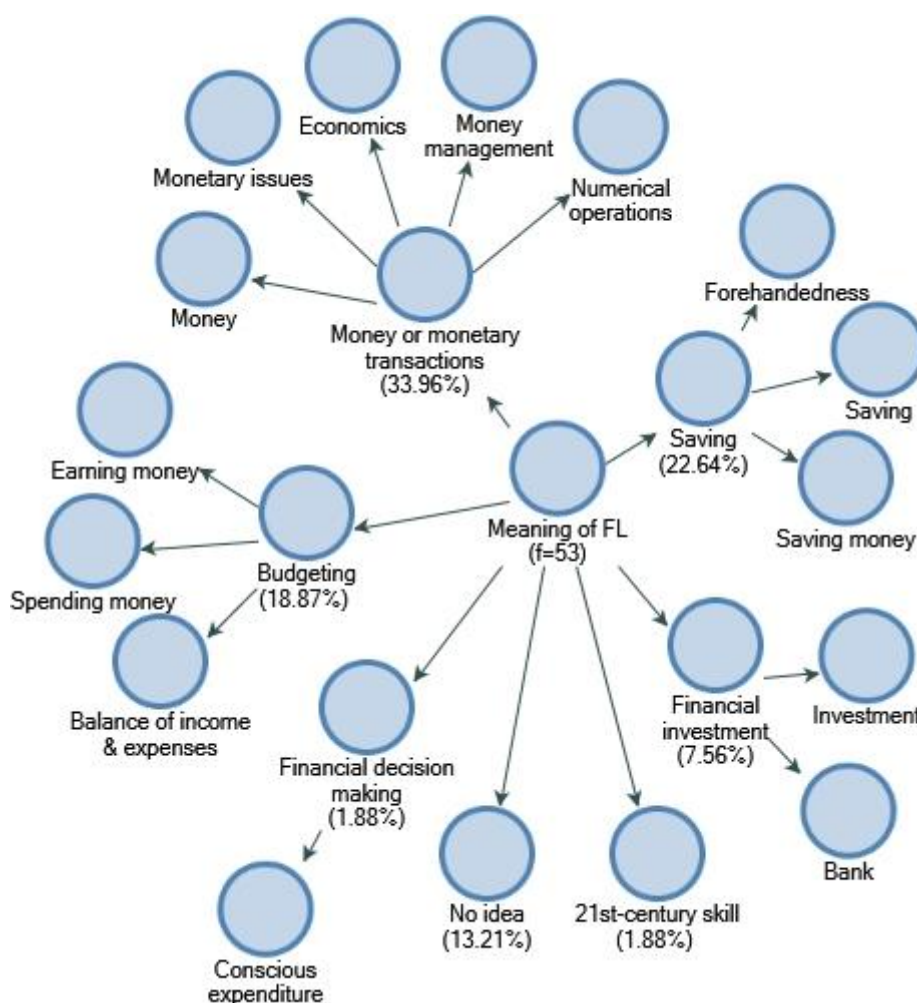 Economics
Money
management
Monetary issues
Numerical
operations
Money
Money or monetary
transactions
(33.96%)
Forehandedness
Saving
Saving
(22.64%)
Saving money
Earning money
Meaning of FL
(f=53)
Budgeting
(18.87%)
Spending money
Balance of income
& expenses
Financial
investment
(7.56%)
Investment
Bank
Financial decision
making
(1.88%)
Conscious
expenditure
No idea
(13.21%)
21st-century skill
(1.88%)